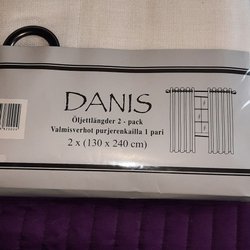 DANIS
Öljettlängder 2 - pack
Valmisverhot purjerenkailla 1 pari
2 x (130 x 240 cm)